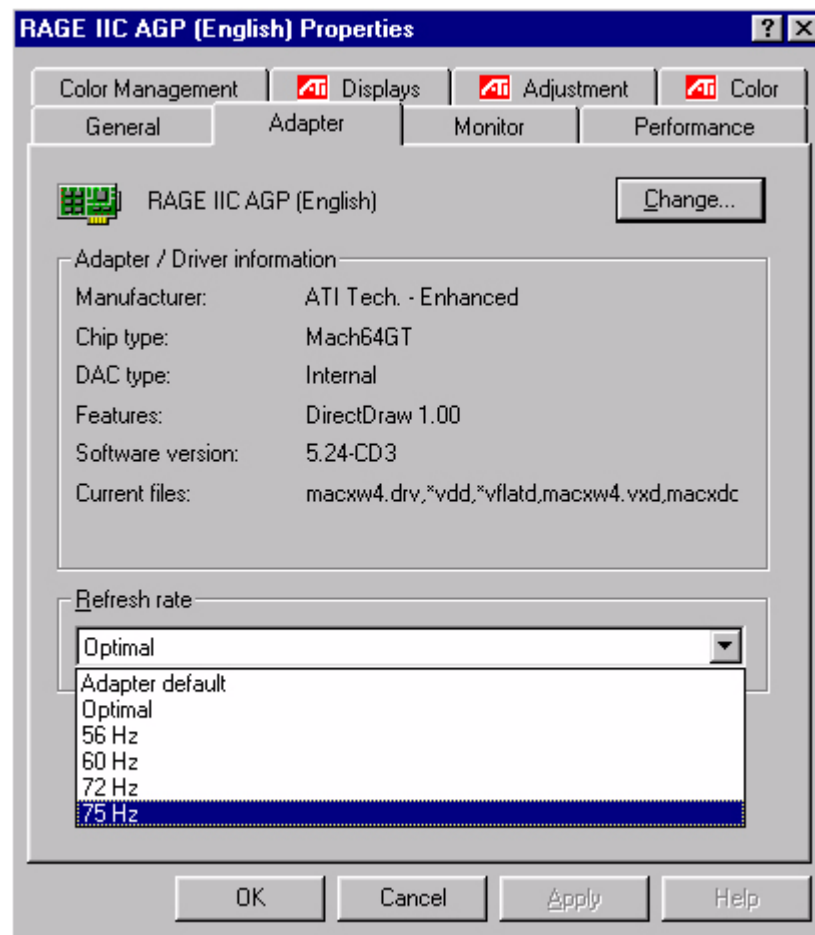 RAGE IIC AGP (English) Properties
Color Management ATI Displays ATI Adjustment ATI Color
General Adapter Monitor Performance
RAGE IIC AGP (English) Change...
Adapter / Driver information
Manufacturer: ATI Tech. - Enhanced
Chip type: Mach64GT
DAC type: Internal
Features: DirectDraw 1.00
Software version: 5.24-CD3
Current files: macxw4.drv,*vdd,*vflatd,macxw4.vxd,macxdc
Refresh rate
Optimal
Adapter default
Optimal
56 Hz
60 Hz
72 Hz
75 Hz
OK Cancel Apply Help